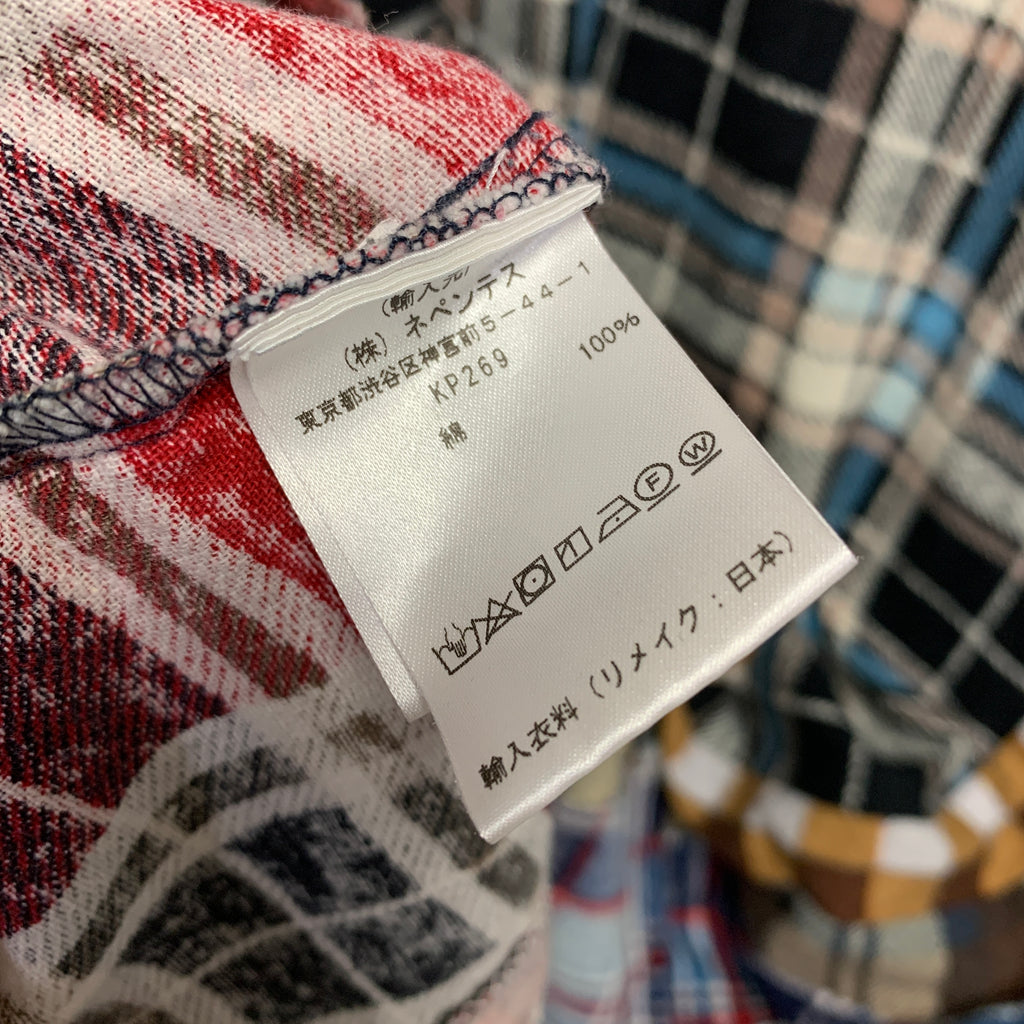 (輸入元)
(株) ネペンテス
東京都渋谷区神宮前5-44-1
KP269
綿 100%
F W
輸入衣料 (リメイク:日本)